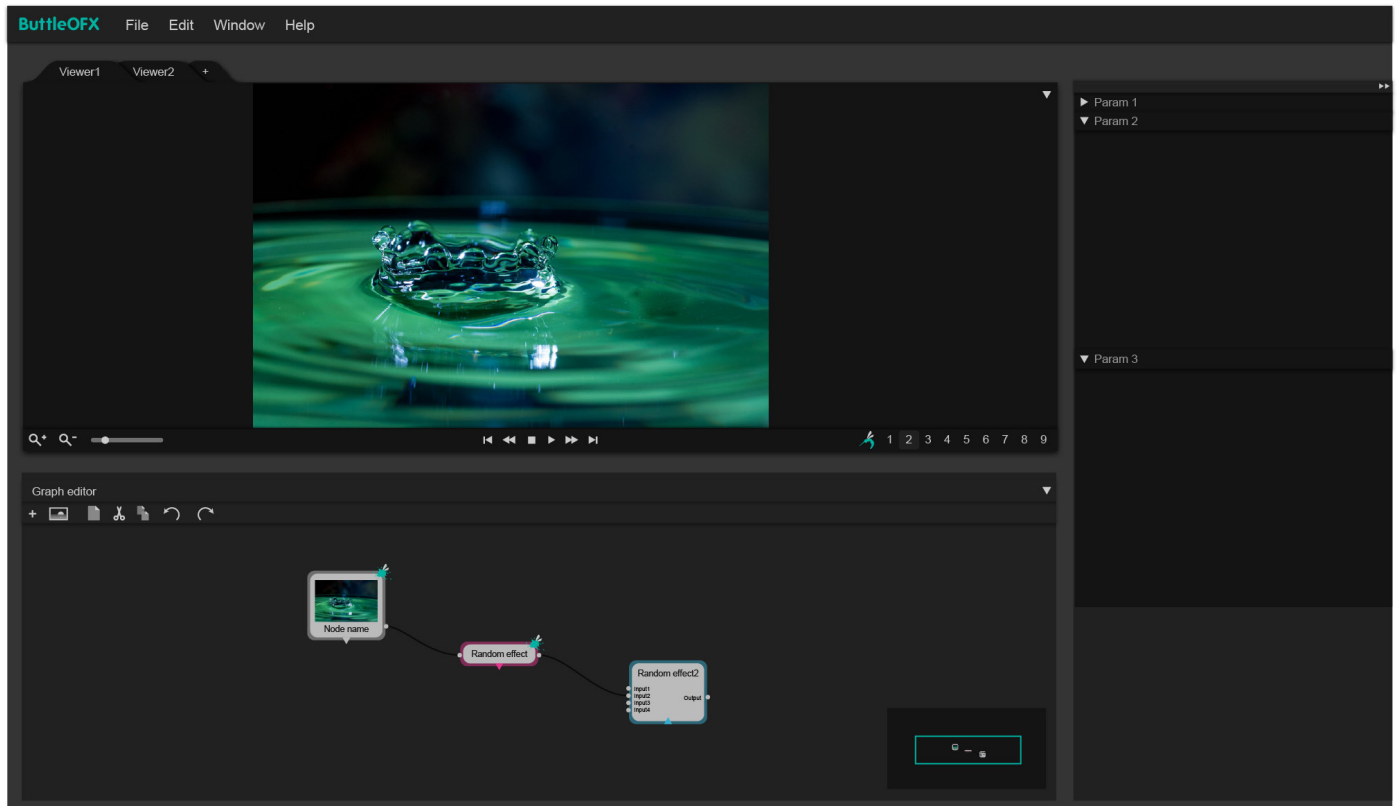 ButtleOFX File Edit Window Help
Viewer1 Viewer2 +
Param 1
Param 2
Param 3
1 2 3 4 5 6 7 8 9
Graph editor
Node name
Random effect
Random effect2
Input1
Input2
Input3
Input4
Output